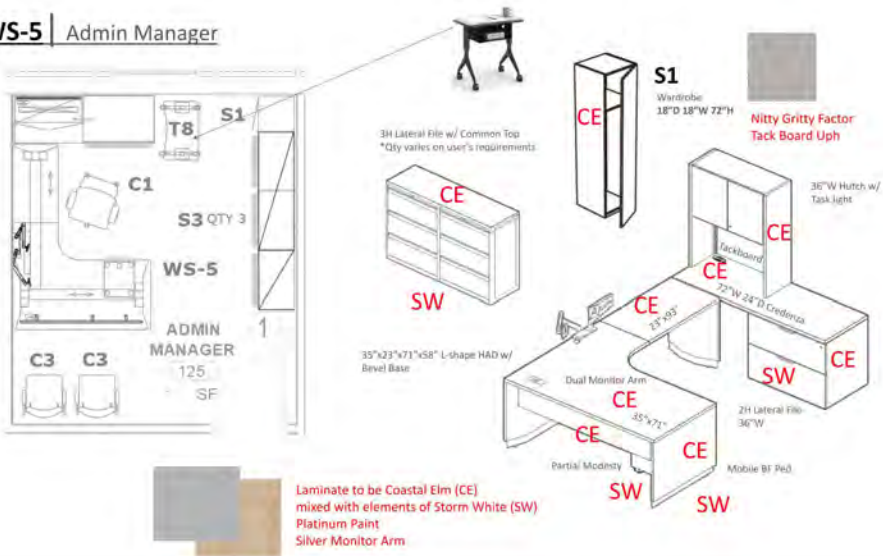 WS-5 | Admin Manager
T8
S1
C1
S3 QTY 3
WS-5
ADMIN
MANAGER
125
SF
1
C3 C3
3H Lateral File w/ Common Top
*Qty varies on user's requirements
CE
SW
S1
Wardrobe
18"D 18"W 72"H
CE
Nitty Gritty Factor
Tack Board Uph
36"W Hutch w/
Task light
CE
Tackboard
CE
72"W 24"D Credenza
CE
23"x93"
CE
SW
2H Lateral File
36"W
35"x23"x71"x58" L-shape HAD w/
Bevel Base
Dual Monitor Arm
CE
35"x71"
CE
CE
Partial Modesty
Mobile BF Ped
SW
SW
Laminate to be Coastal Elm (CE)
mixed with elements of Storm White (SW)
Platinum Paint
Silver Monitor Arm